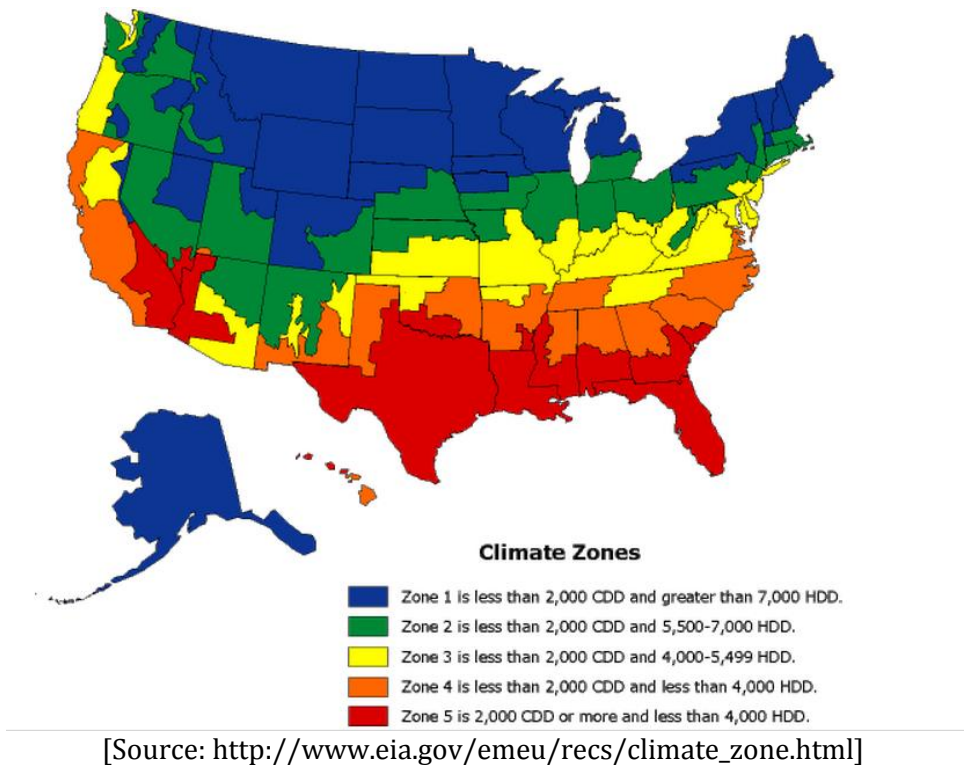 Climate Zones
Zone 1 is less than 2,000 CDD and greater than 7,000 HDD.
Zone 2 is less than 2,000 CDD and 5,500-7,000 HDD.
Zone 3 is less than 2,000 CDD and 4,000-5,499 HDD.
Zone 4 is less than 2,000 CDD and less than 4,000 HDD.
Zone 5 is 2,000 CDD or more and less than 4,000 HDD.
[Source: http://www.eia.gov/emeu/recs/climate_zone.html]